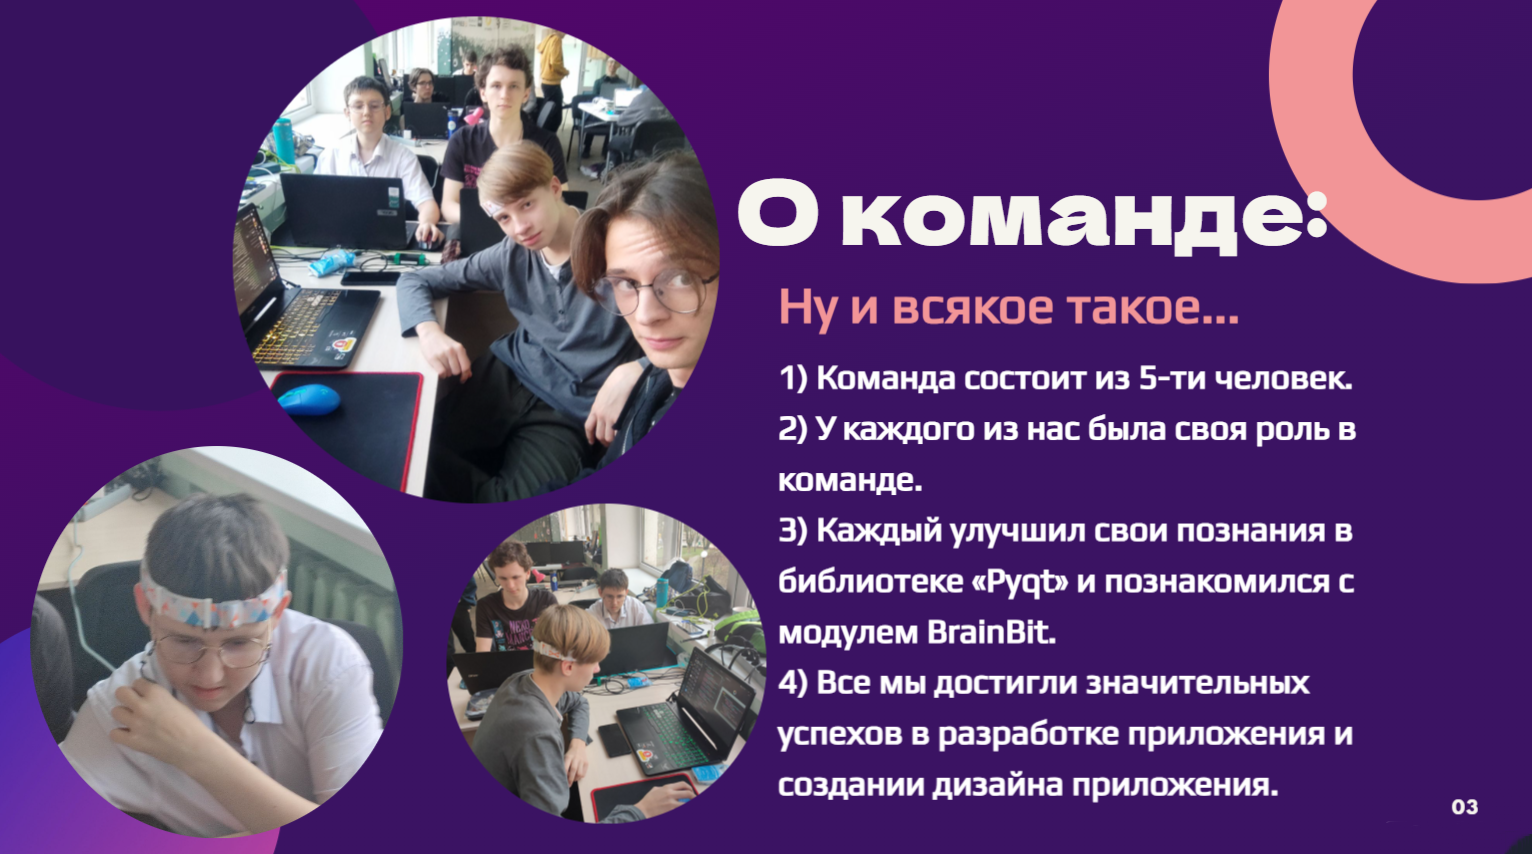 О команде:
Ну и всякое такое...
1) Команда состоит из 5-ти человек.
2) У каждого из нас была своя роль в
команде.
3) Каждый улучшил свои познания в
библиотеке «Pyqt» и познакомился с
модулем BrainBit.
4) Все мы достигли значительных
успехов в разработке приложения и
создании дизайна приложения.
03